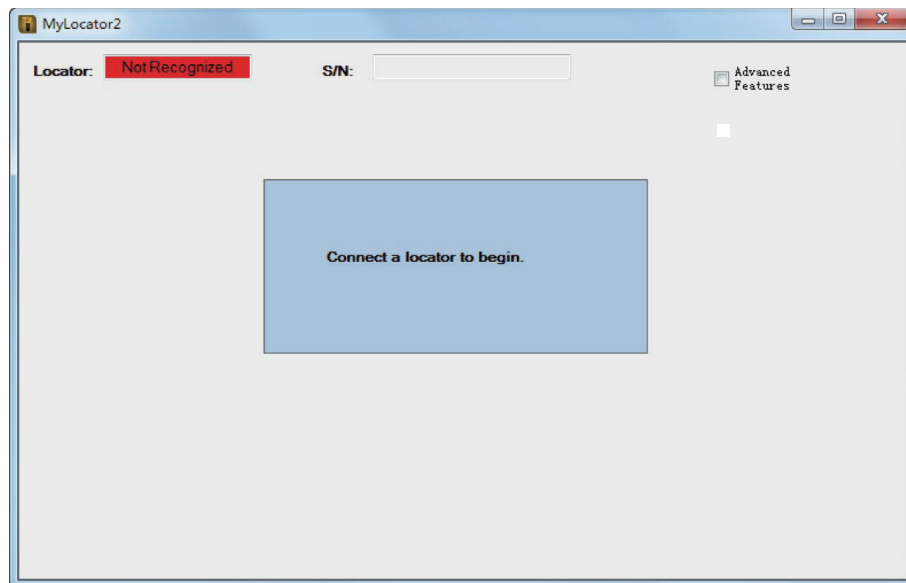 MyLocator2
Locator: Not Recognized S/N:
Advanced
Features
Connect a locator to begin.